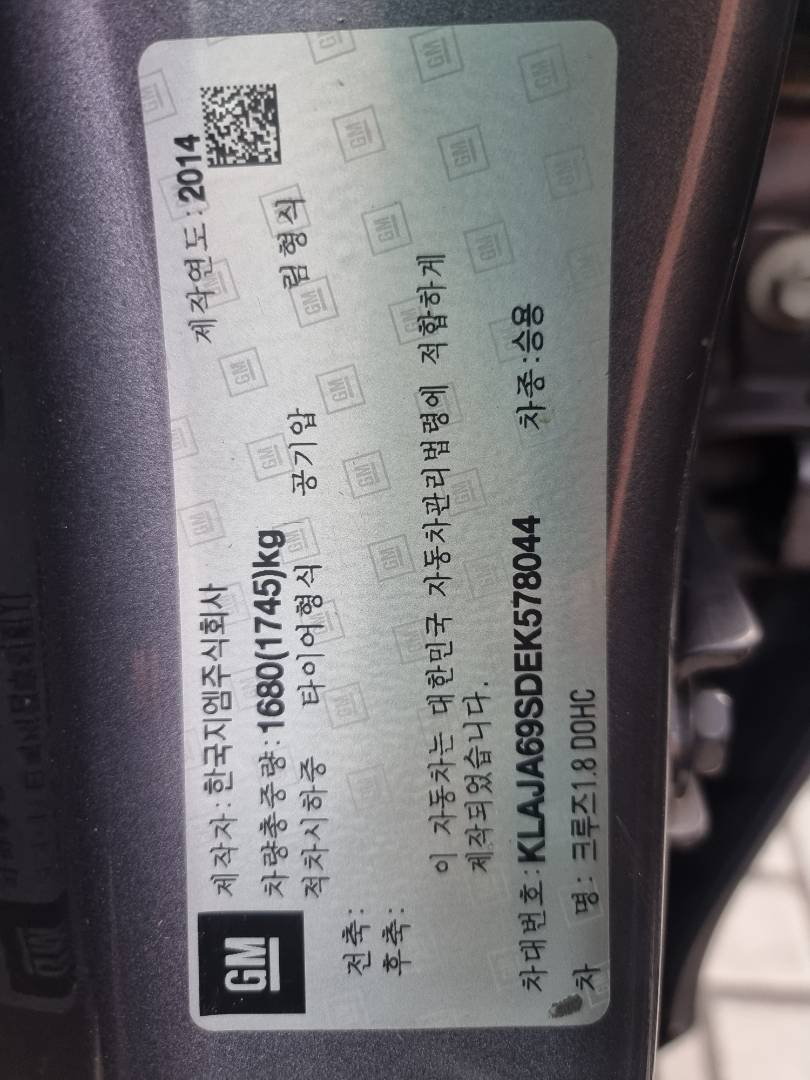 GM
제작자 : 한국지엠주식회사 제작연도 : 2014
차량총중량 : 1680(1745)kg
적차시하중 타이어형식 공기압 림형식
전축 :
후축 :
이 자동차는 대한민국 자동차관리법령에 적합하게
제작되었습니다.
차대번호 : KLAJA69SDEK578044 차종 : 승용
차 명 : 크루즈1.8 DOHC